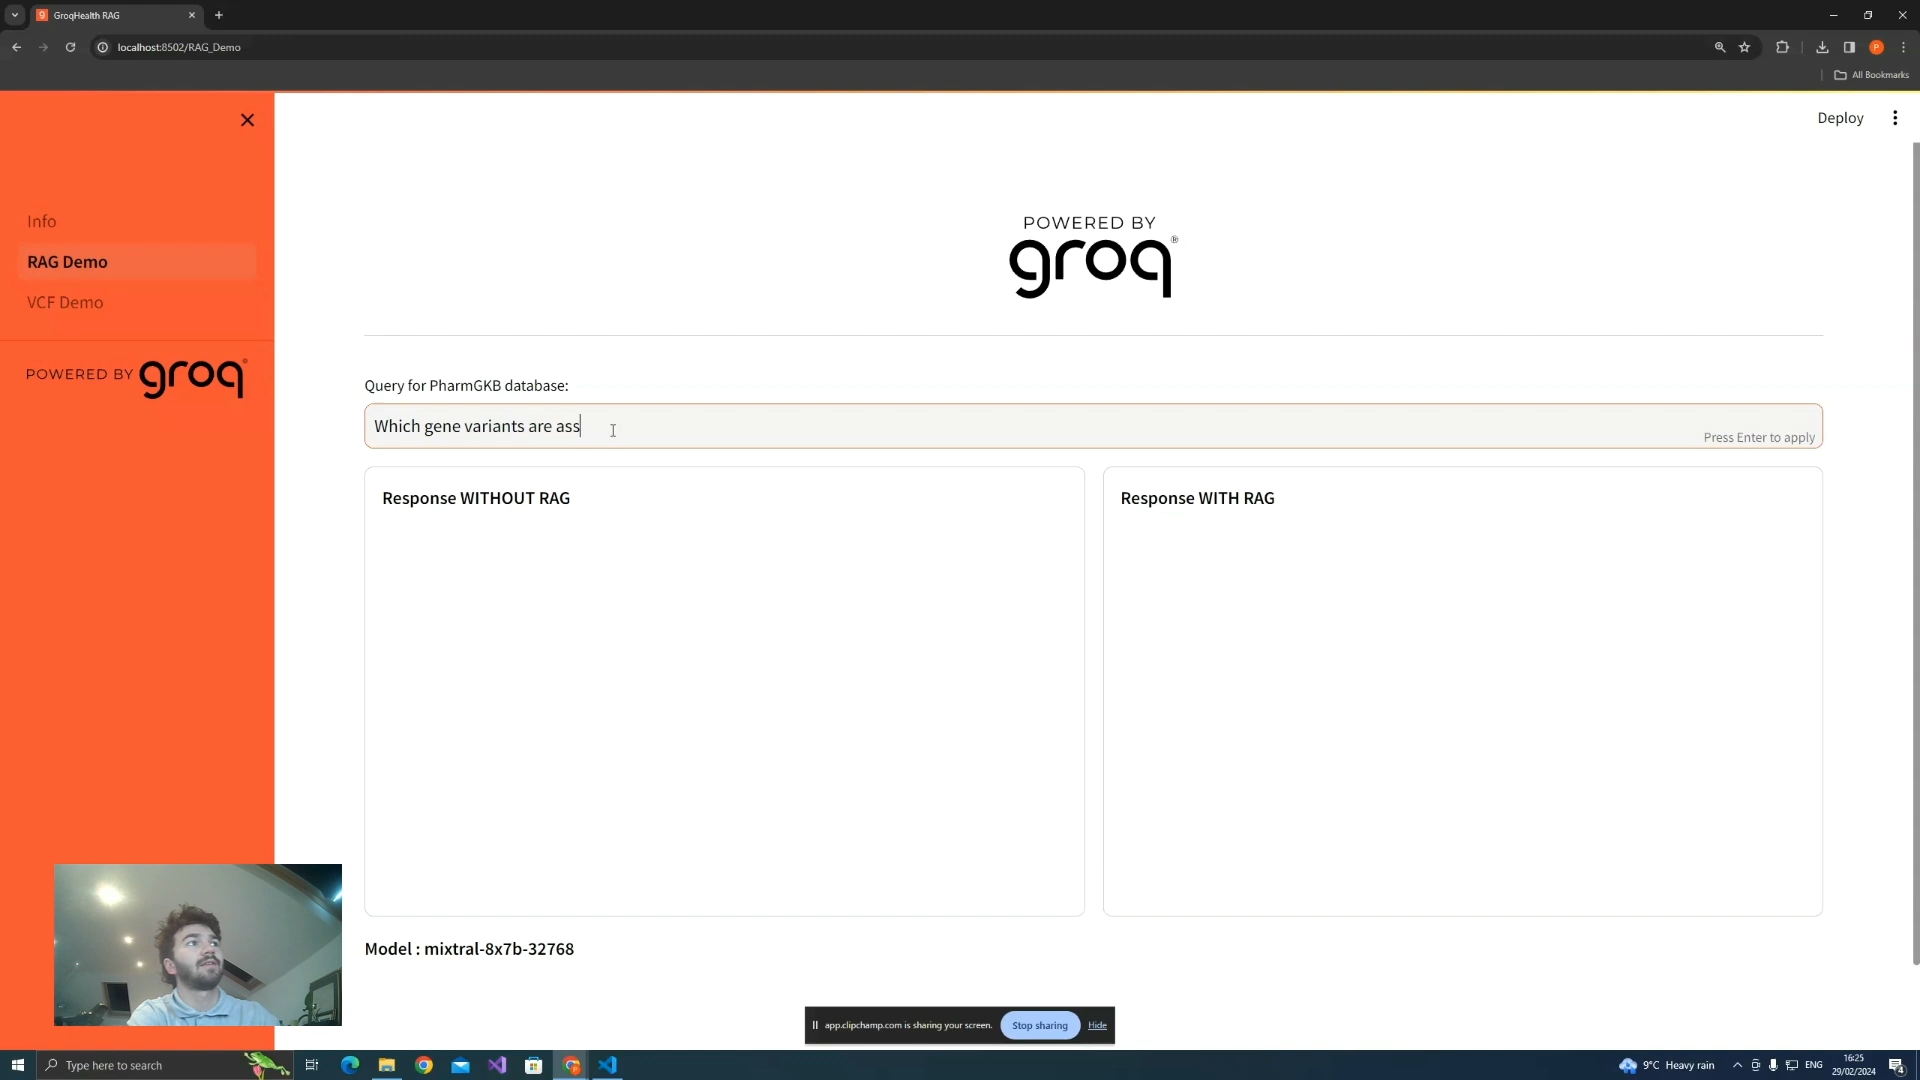 GroqHealth RAG
localhost:8502/RAG_Demo
P
All Bookmarks
Deploy
Info
RAG Demo
VCF Demo
POWERED BY groq®
POWERED BY
groq®
Query for PharmGKB database:
Which gene variants are ass
Press Enter to apply
Response WITHOUT RAG
Response WITH RAG
Model : mixtral-8x7b-32768
app.clipchamp.com is sharing your screen.
Stop sharing
Hide
Type here to search
9°C Heavy rain
ENG
16:25
29/02/2024
4